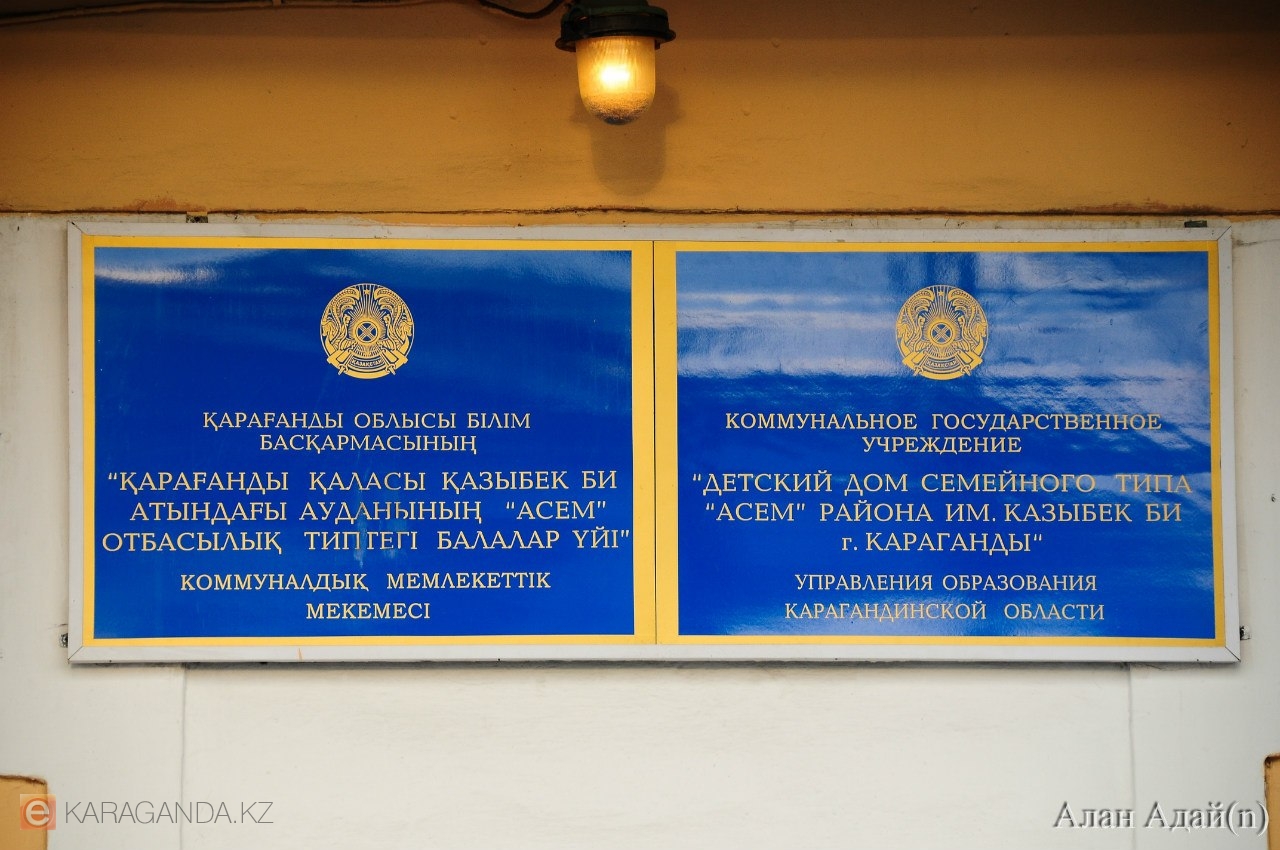 ҚАЗАҚСТАН
ҚАРАҒАНДЫ ОБЛЫСЫ БІЛІМ
БАСҚАРМАСЫНЫҢ
"ҚАРАҒАНДЫ ҚАЛАСЫ ҚАЗЫБЕК БИ
АТЫНДАҒЫ АУДАНЫНЫҢ "АСЕМ"
ОТБАСЫЛЫҚ ТИПТЕГІ БАЛАЛАР ҮЙІ"
КОММУНАЛДЫҚ МЕМЛЕКЕТТІК
МЕКЕМЕСІ
ҚАЗАҚСТАН
КОММУНАЛЬНОЕ ГОСУДАРСТВЕННОЕ
УЧРЕЖДЕНИЕ
"ДЕТСКИЙ ДОМ СЕМЕЙНОГО ТИПА
"АСЕМ" РАЙОНА ИМ. КАЗЫБЕК БИ
г. КАРАГАНДЫ"
УПРАВЛЕНИЯ ОБРАЗОВАНИЯ
КАРАГАНДИНСКОЙ ОБЛАСТИ
e KARAGANDA.KZ
Алан Адай(n)